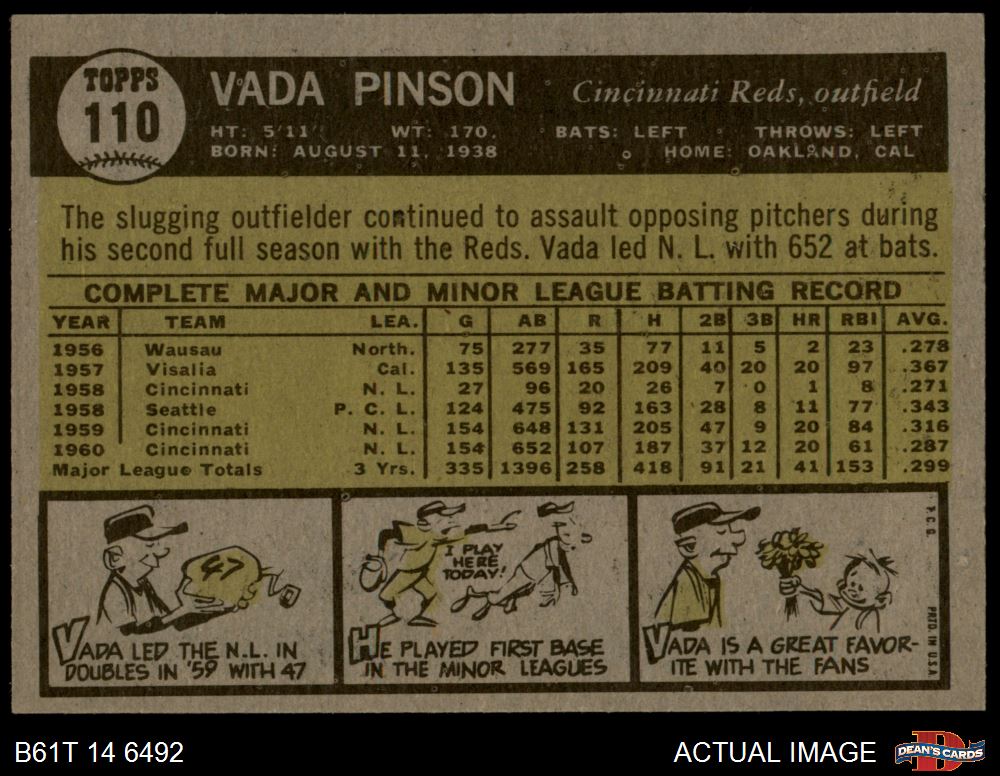 TOPPS
110
VADA PINSON
Cincinnati Reds, outfield
HT: 5'11" WT: 170. BATS: LEFT THROWS: LEFT
BORN: AUGUST 11, 1938 HOME: OAKLAND, CAL
The slugging outfielder continued to assault opposing pitchers during
his second full season with the Reds. Vada led N. L. with 652 at bats.
COMPLETE MAJOR AND MINOR LEAGUE BATTING RECORD
YEAR TEAM LEA. G AB R H 2B 3B HR RBI AVG.
1956 Wausau North. 75 277 35 77 11 5 2 23 .278
1957 Visalia Cal. 135 569 165 209 40 20 20 97 .367
1958 Cincinnati N. L. 27 96 20 26 7 0 1 8 .271
1958 Seattle P. C. L. 124 475 92 163 28 8 11 77 .343
1959 Cincinnati N. L. 154 648 131 205 47 9 20 84 .316
1960 Cincinnati N. L. 154 652 107 187 37 12 20 61 .287
Major League Totals 3 Yrs. 335 1396 258 418 91 21 41 153 .299
47
VADA LED THE N.L. IN
DOUBLES IN '59 WITH 47
I PLAY
HERE
TODAY!
HE PLAYED FIRST BASE
IN THE MINOR LEAGUES
VADA IS A GREAT FAVOR-
ITE WITH THE FANS
T.C.G.
PRTD IN U.S.A.
B61T 14 6492
ACTUAL IMAGE
D
DEAN'S CARDS